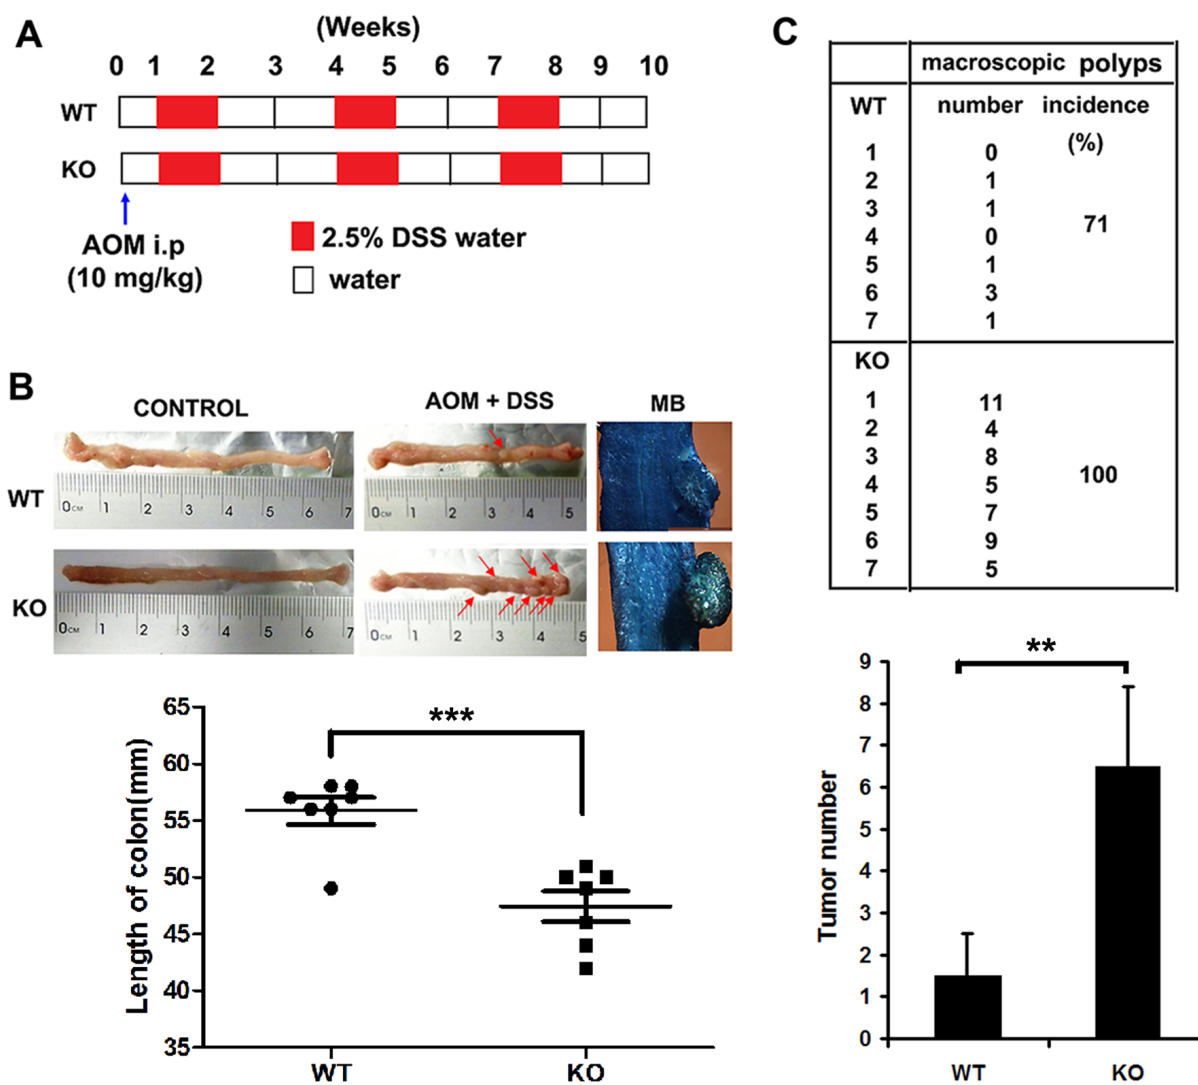 A
(Weeks)
0 1 2 3 4 5 6 7 8 9 10
WT
KO
AOM i.p
(10 mg/kg)
2.5% DSS water
water
B
CONTROL
AOM + DSS
MB
WT
0CM 1 2 3 4 5 6 7
0CM 1 2 3 4 5
KO
0CM 1 2 3 4 5 6 7
0CM 1 2 3 4 5
65
60
55
50
45
40
35
Length of colon(mm)
***
WT
KO
C
macroscopic polyps
WT number incidence
(%)
1 0
2 1
3 1
4 0
71
5 1
6 3
7 1
KO
1 11
2 4
3 8
4 5
100
5 7
6 9
7 5
9
8
7
6
5
4
3
2
1
0
Tumor number
**
WT
KO